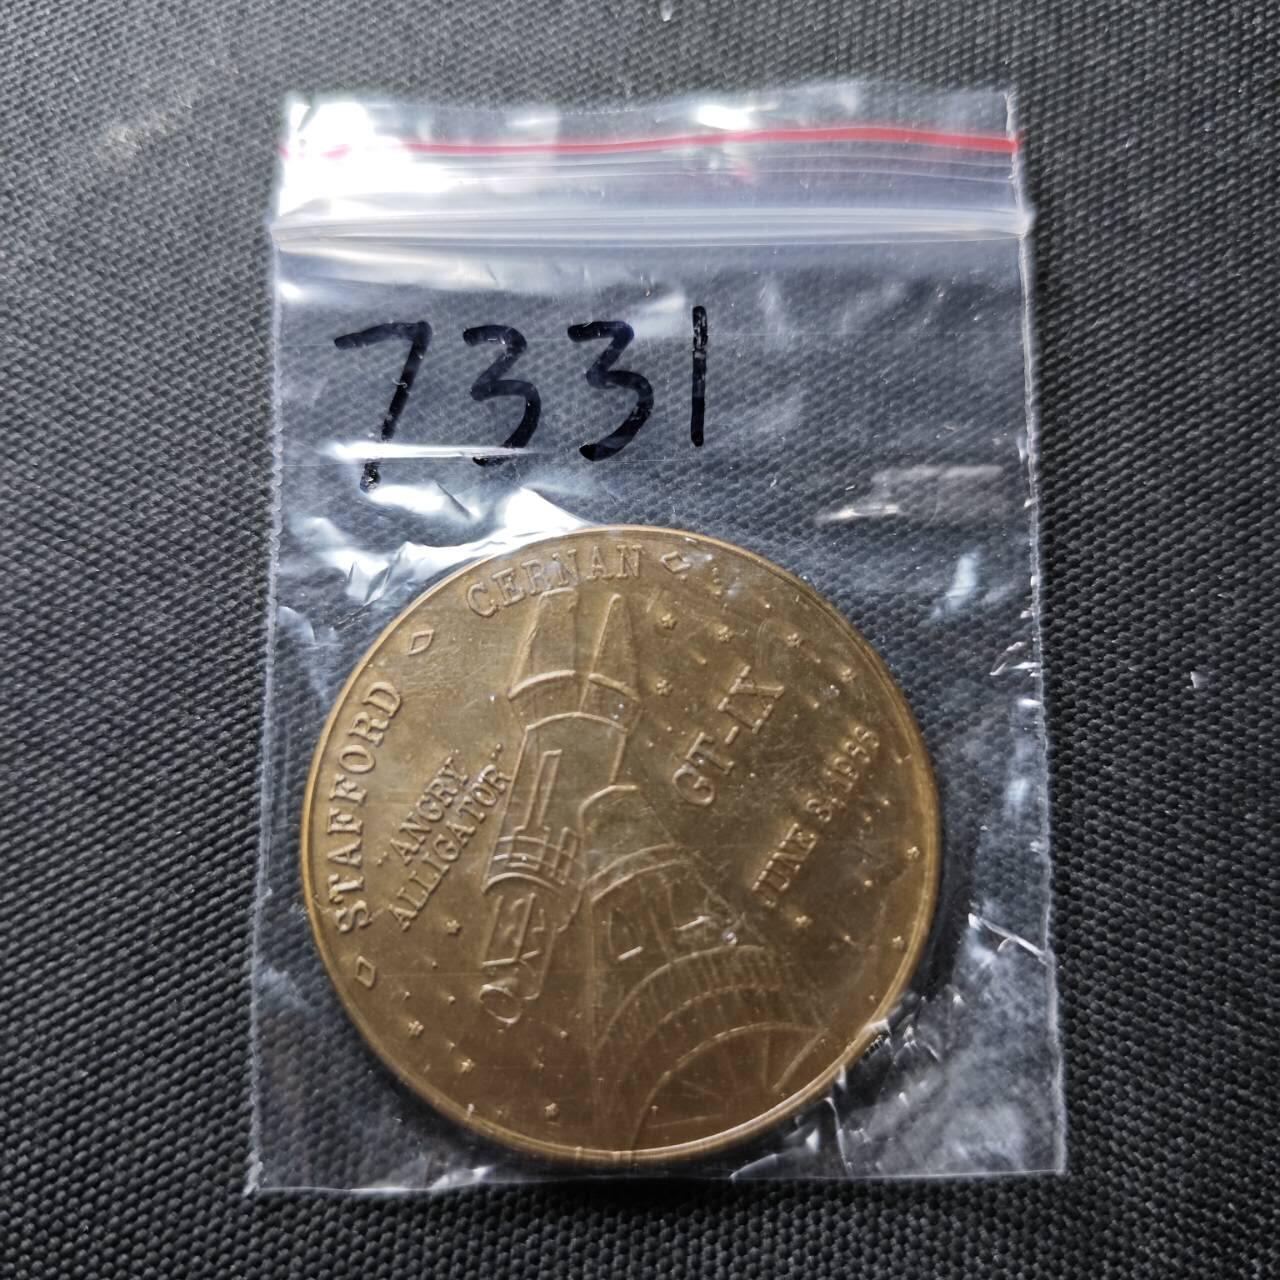 7331
STAFFORD
CERNAN
"ANGRY
ALLIGATOR"
GT-IX
JUNE 3, 1966